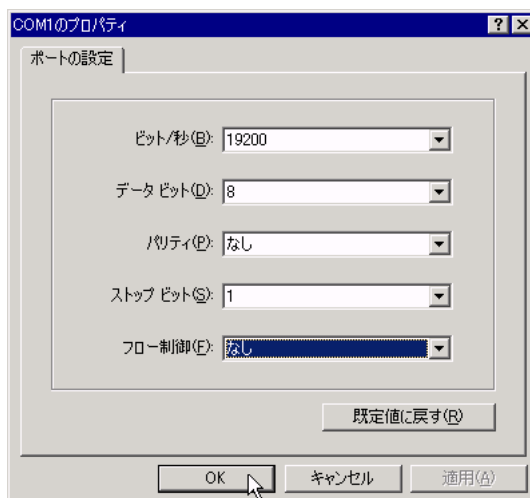 COM1のプロパティ
ポートの設定
ビット/秒(B): 19200
データ ビット(D): 8
パリティ(P): なし
ストップ ビット(S): 1
フロー制御(F): なし
既定値に戻す(R)
OK キャンセル 適用(A)